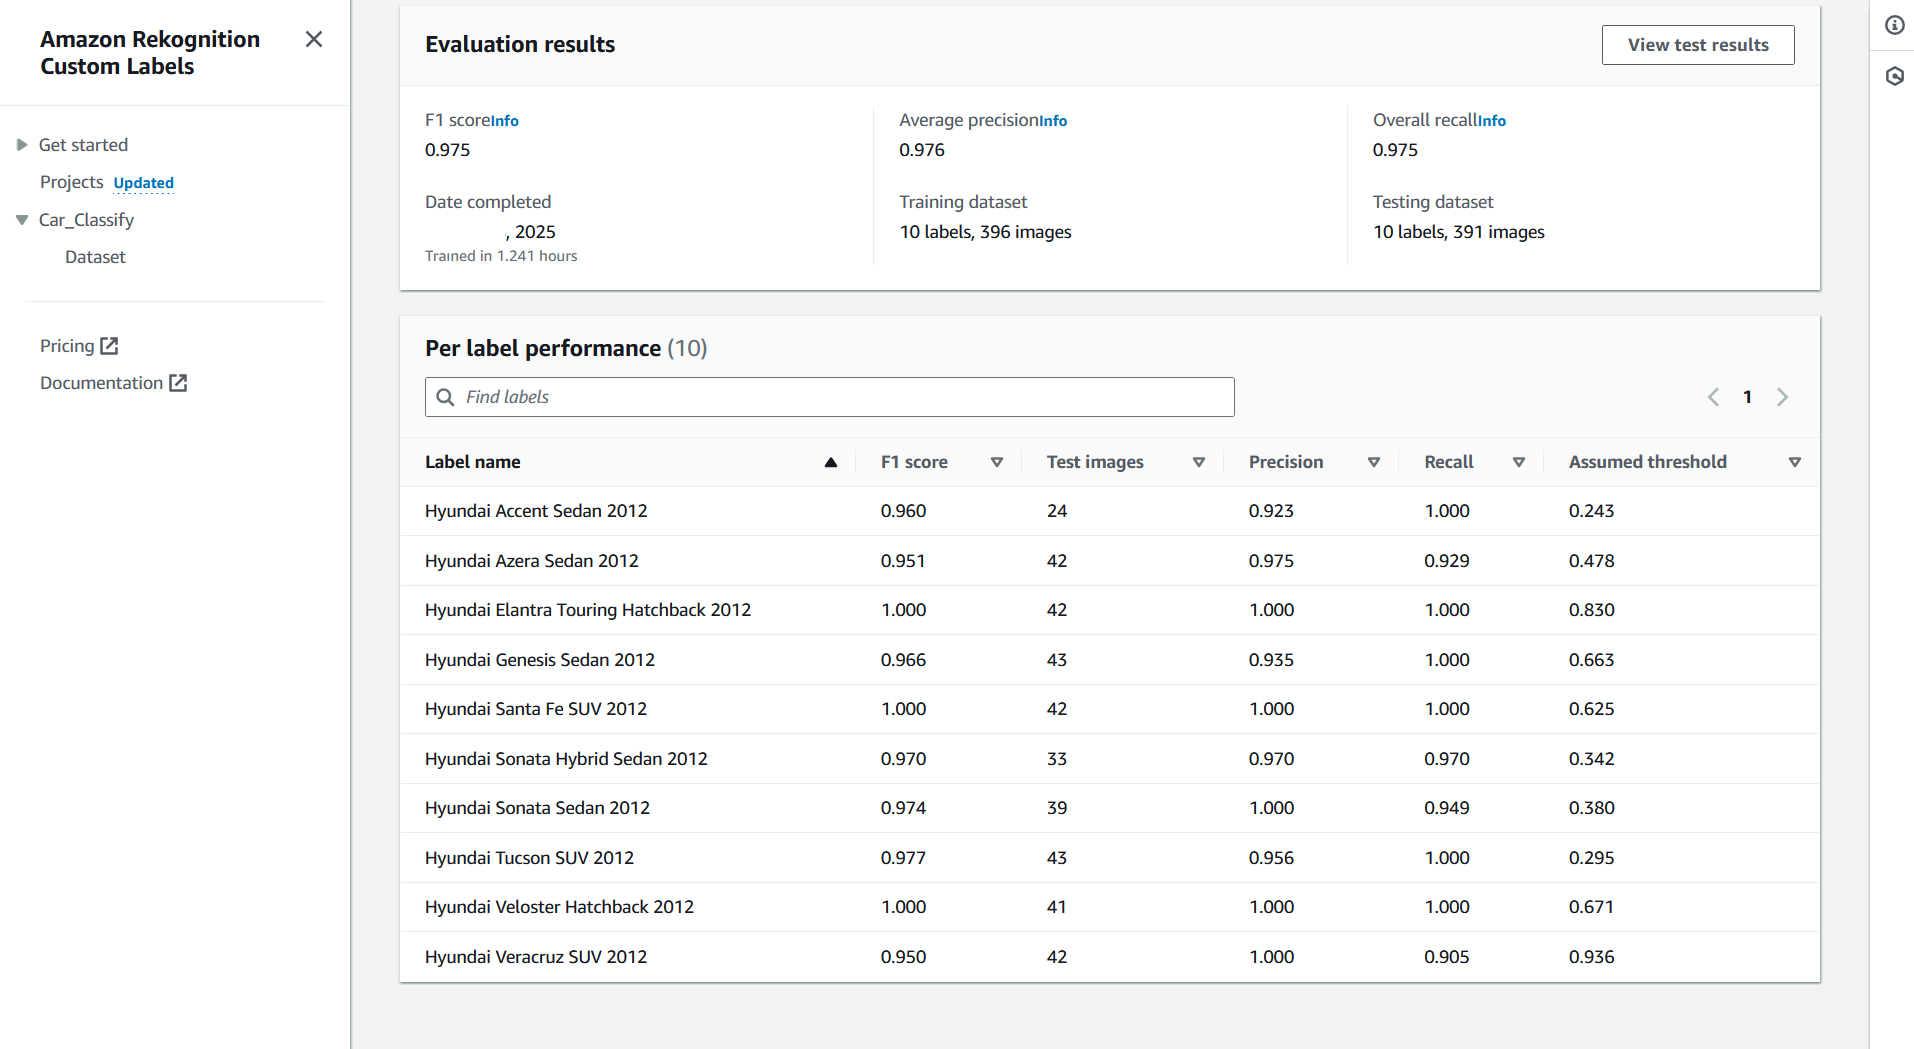 Amazon Rekognition
Custom Labels
Get started
Projects Updated
Car_Classify
Dataset
Pricing
Documentation
Evaluation results
View test results
F1 scoreInfo
0.975
Average precisionInfo
0.976
Overall recallInfo
0.975
Date completed
, 2025
Trained in 1.241 hours
Training dataset
10 labels, 396 images
Testing dataset
10 labels, 391 images
Per label performance (10)
Find labels
1
Label name F1 score Test images Precision Recall Assumed threshold
Hyundai Accent Sedan 2012 0.960 24 0.923 1.000 0.243
Hyundai Azera Sedan 2012 0.951 42 0.975 0.929 0.478
Hyundai Elantra Touring Hatchback 2012 1.000 42 1.000 1.000 0.830
Hyundai Genesis Sedan 2012 0.966 43 0.935 1.000 0.663
Hyundai Santa Fe SUV 2012 1.000 42 1.000 1.000 0.625
Hyundai Sonata Hybrid Sedan 2012 0.970 33 0.970 0.970 0.342
Hyundai Sonata Sedan 2012 0.974 39 1.000 0.949 0.380
Hyundai Tucson SUV 2012 0.977 43 0.956 1.000 0.295
Hyundai Veloster Hatchback 2012 1.000 41 1.000 1.000 0.671
Hyundai Veracruz SUV 2012 0.950 42 1.000 0.905 0.936